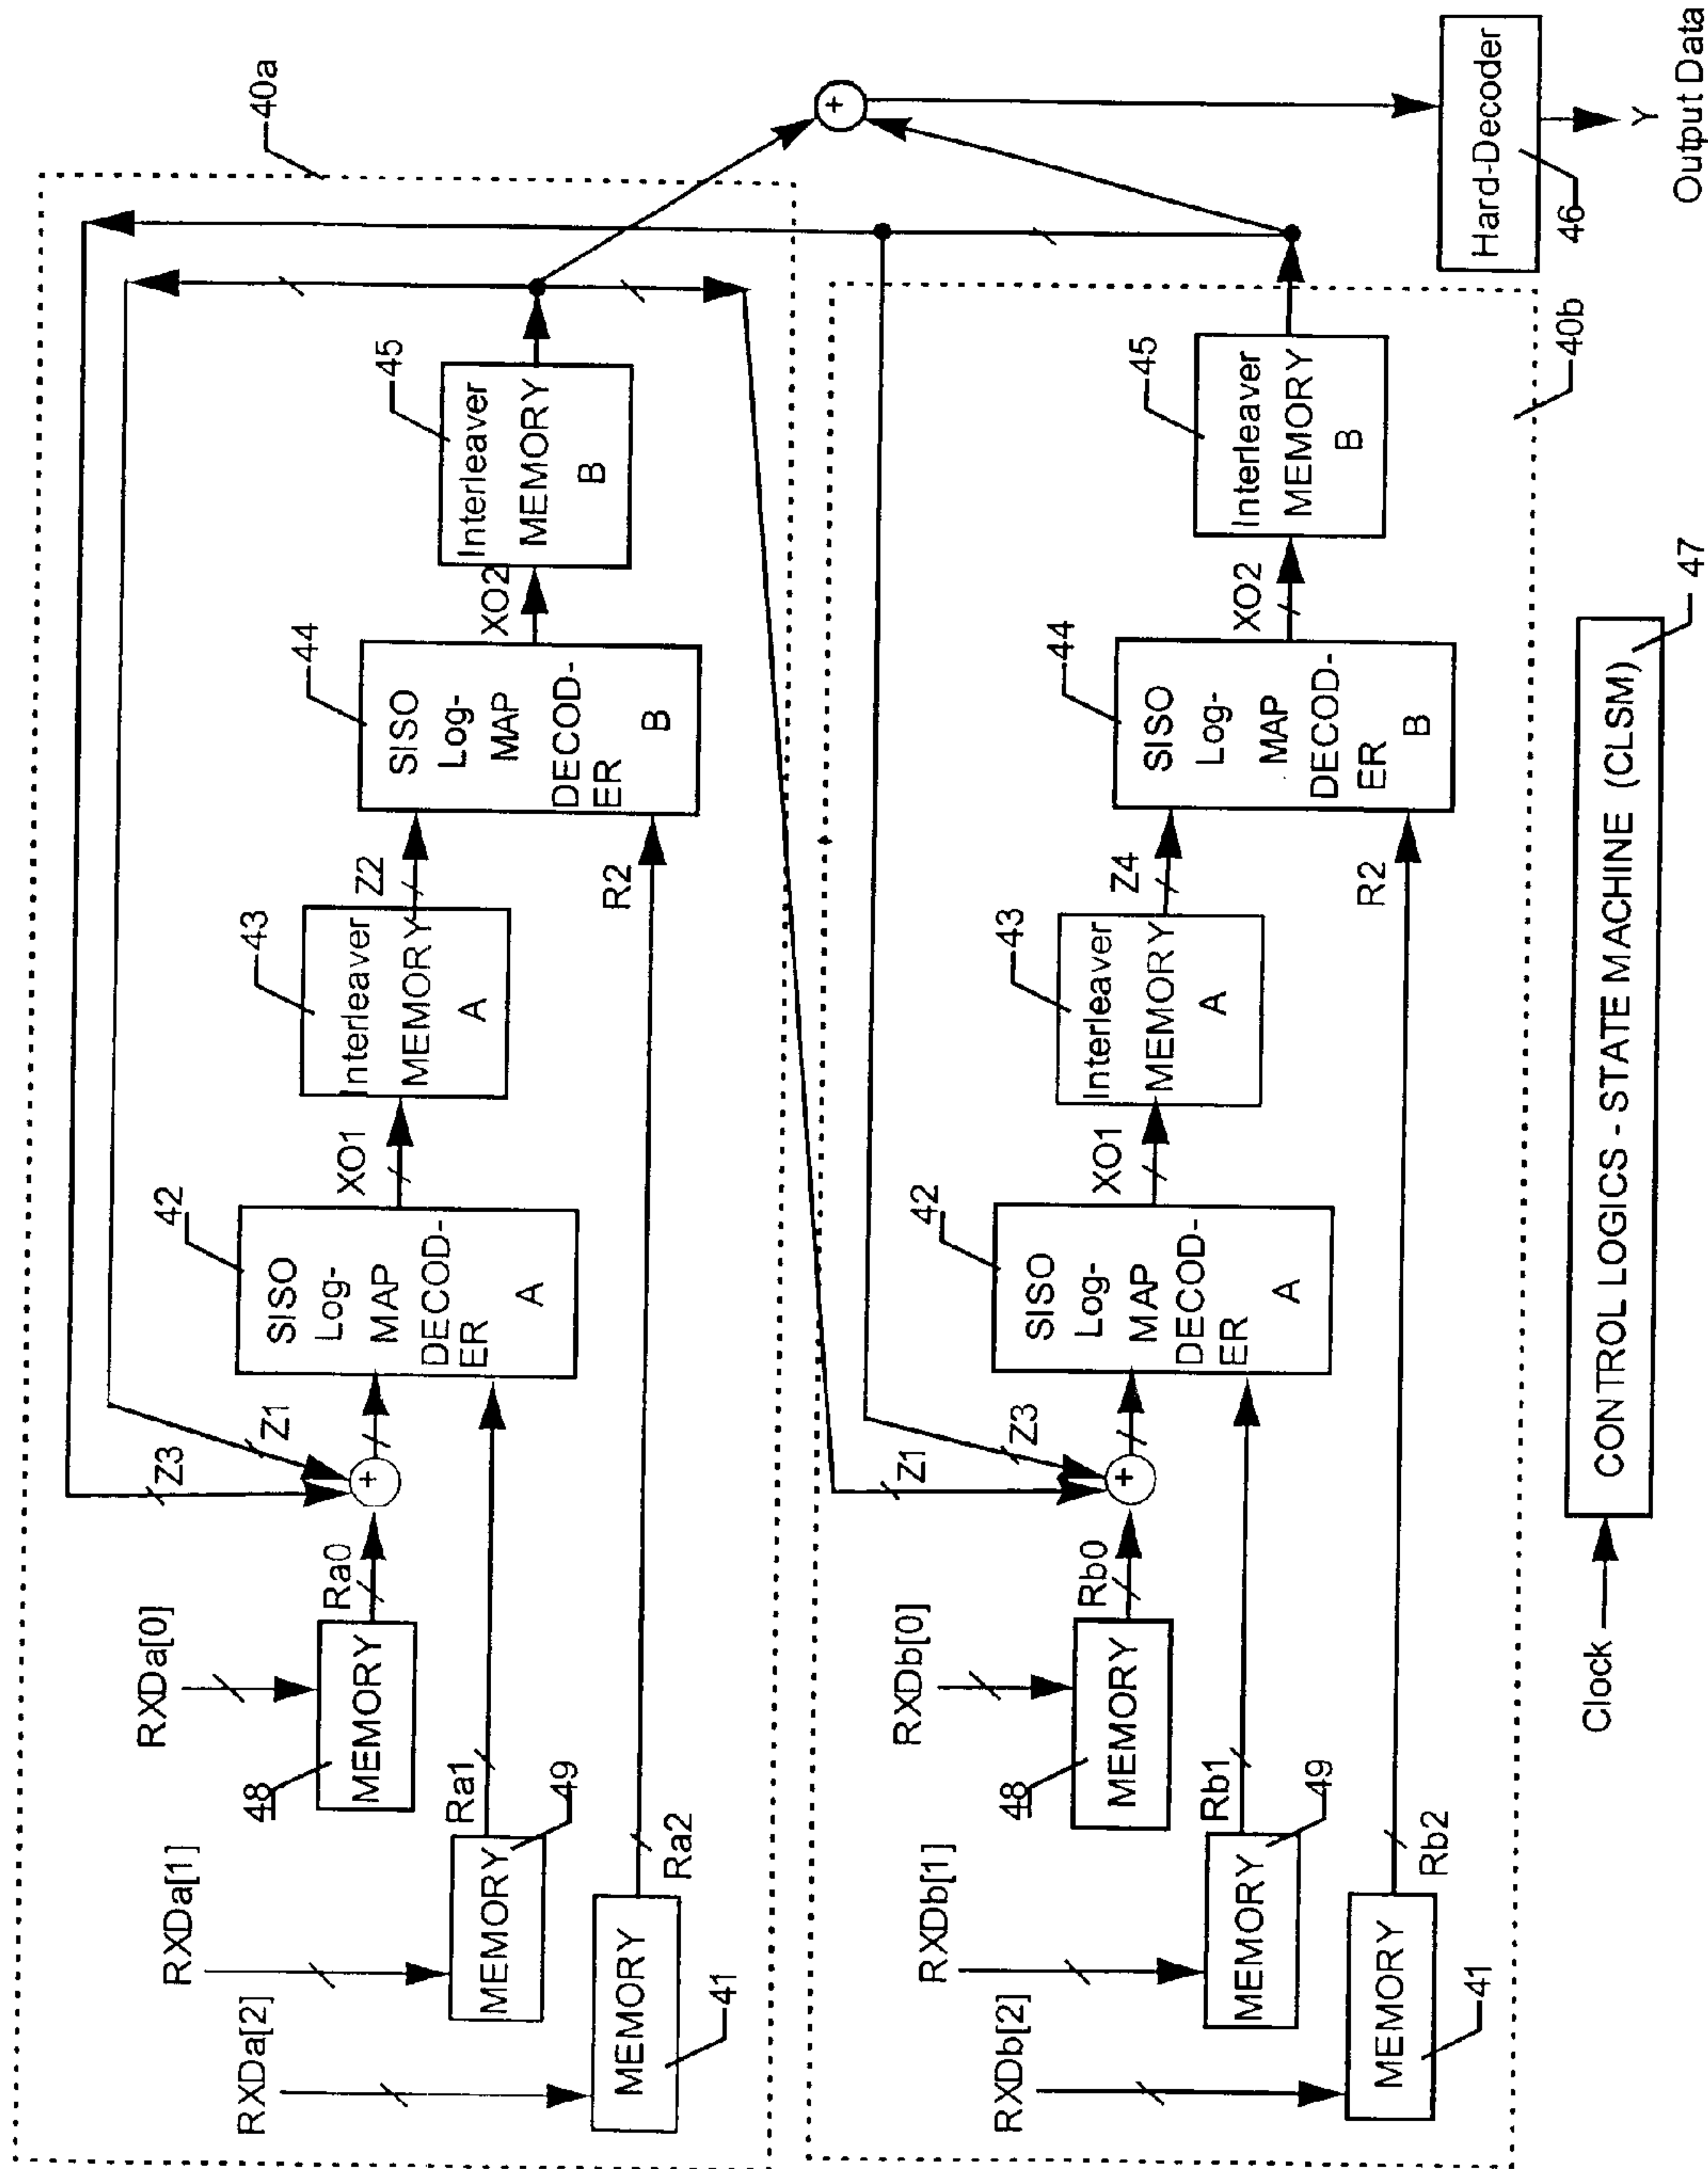 40a
RXDa[0]
RXDa[1]
RXDa[2]
48
MEMORY
Ra0
Z3
Z1
42
SISO
Log-
MAP
DECOD-
ER
A
XO1
43
Interleaver
MEMORY
A
Z2
44
SISO
Log-
MAP
DECOD-
ER
B
XO2
45
Interleaver
MEMORY
B
MEMORY
49
Ra1
MEMORY
41
Ra2
R2
RXDb[0]
RXDb[1]
RXDb[2]
48
MEMORY
Rb0
Z1
Z3
42
SISO
Log-
MAP
DECOD-
ER
A
XO1
43
Interleaver
MEMORY
A
Z4
44
SISO
Log-
MAP
DECOD-
ER
B
XO2
45
Interleaver
MEMORY
B
MEMORY
49
Rb1
MEMORY
41
Rb2
R2
40b
+
+
+
Hard-Decoder
46
Y
Output Data
Clock
CONTROL LOGICS - STATE MACHINE (CLSM)
47